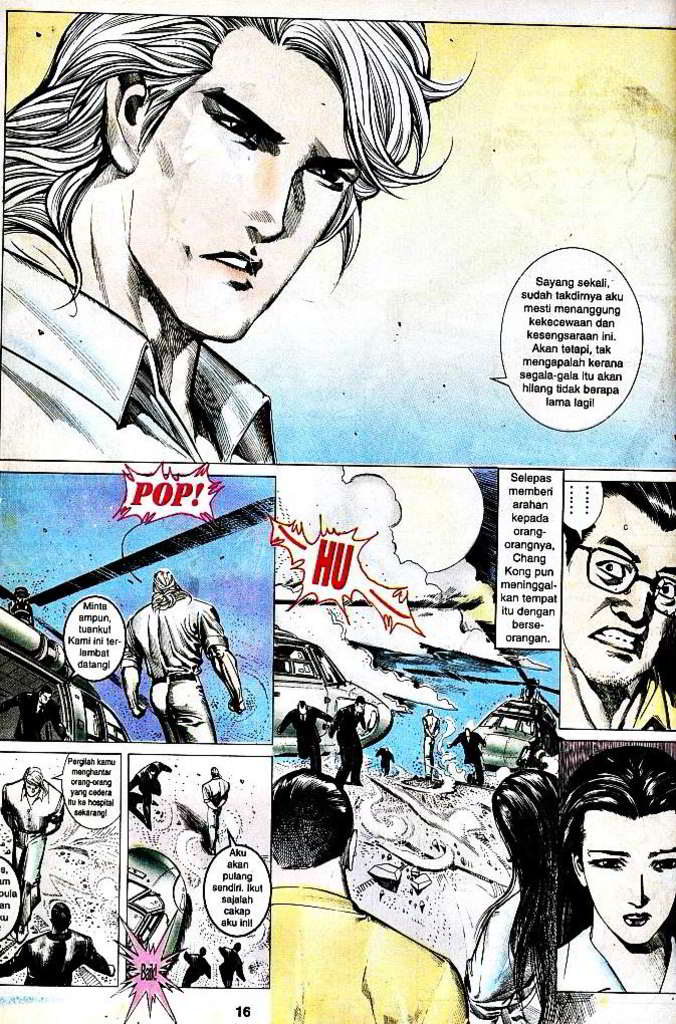 Sayang sekali,
sudah takdirnya aku
mesti menanggung
kekecewaan dan
kesengsaraan ini.
Akan tetapi, tak
mengapalah kerana
segala-gala itu akan
hilang tidak berapa
lama lagi!
POP!
Minta
ampun,
tuanku!
Kami ini ter-
lambat
datang!
HU
Selepas
memberi
arahan
kepada
orang-
orangnya,
Chang
Kong pun
meninggal-
kan tempat
itu dengan
berse-
orangan.
Pergilah kamu
menghantar
orang-orang
yang cedera
itu ke hospital
sekarang!
Aku
akan pulang
sendiri. Ikut
sajalah
cakap
aku ini!
Baik!
16